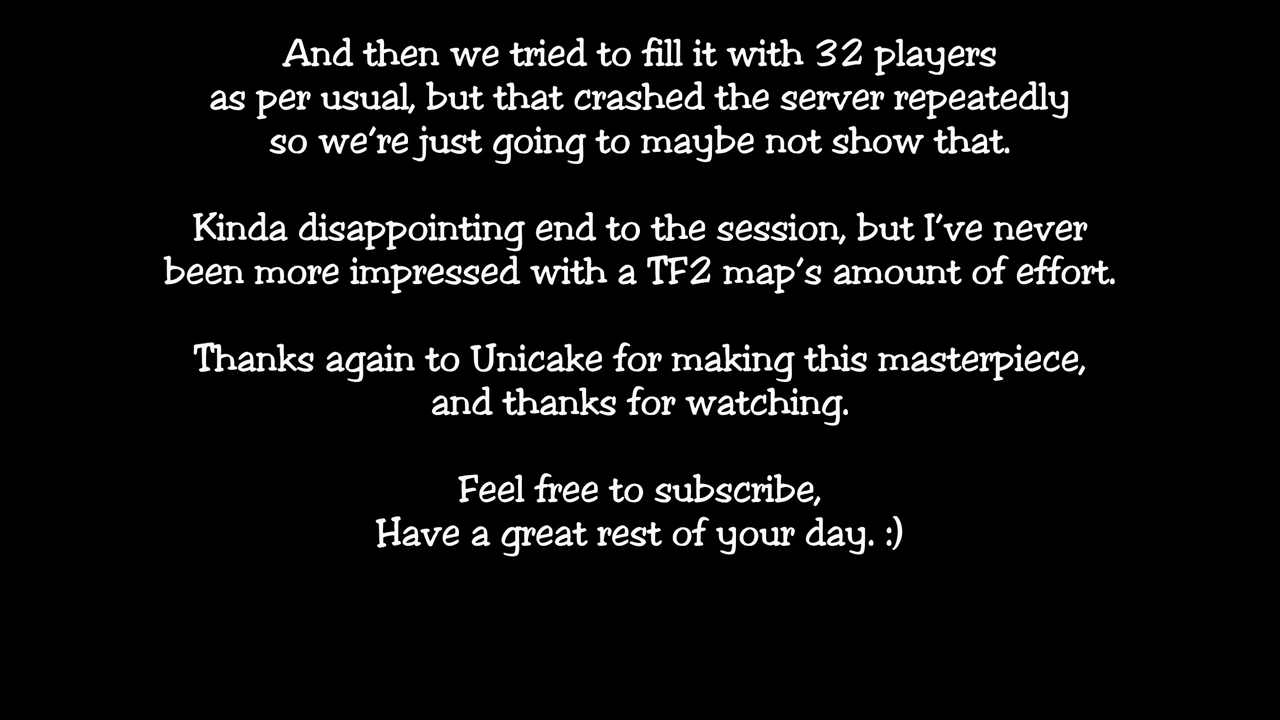 And then we tried to fill it with 32 players
as per usual, but that crashed the server repeatedly
so we're just going to maybe not show that.
Kinda disappointing end to the session, but I've never
been more impressed with a TF2 map's amount of effort.
Thanks again to Unicake for making this masterpiece,
and thanks for watching.
Feel free to subscribe,
Have a great rest of your day. :)